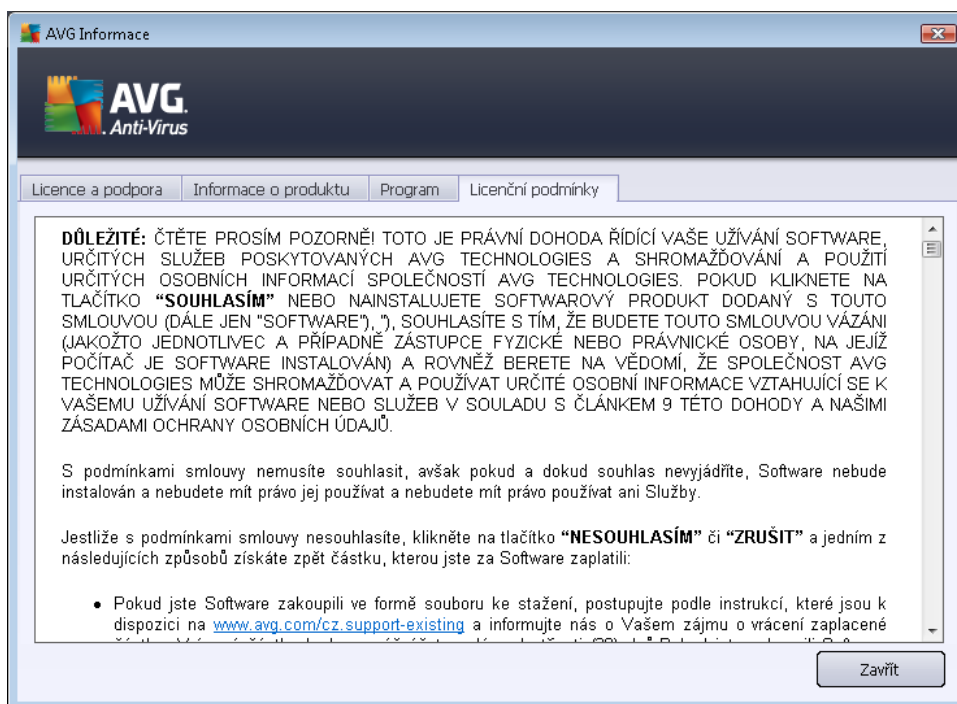 AVG Informace
AVG.
Anti-Virus
Licence a podpora Informace o produktu Program Licenční podmínky
DŮLEŽITÉ: ČTĚTE PROSÍM POZORNĚ! TOTO JE PRÁVNÍ DOHODA ŘÍDÍCÍ VAŠE UŽÍVÁNÍ SOFTWARE,
URČITÝCH SLUŽEB POSKYTOVANÝCH AVG TECHNOLOGIES A SHROMAŽĎOVÁNÍ A POUŽITÍ
URČITÝCH OSOBNÍCH INFORMACÍ SPOLEČNOSTÍ AVG TECHNOLOGIES. POKUD KLIKNETE NA
TLAČÍTKO “SOUHLASÍM” NEBO NAINSTALUJETE SOFTWAROVÝ PRODUKT DODANÝ S TOUTO
SMLOUVOU (DÁLE JEN "SOFTWARE"), "), SOUHLASÍTE S TÍM, ŽE BUDETE TOUTO SMLOUVOU VÁZÁNI
(JAKOŽTO JEDNOTLIVEC A PŘÍPADNĚ ZÁSTUPCE FYZICKÉ NEBO PRÁVNICKÉ OSOBY, NA JEJÍŽ
POČÍTAČ JE SOFTWARE INSTALOVÁN) A ROVNĚŽ BERETE NA VĚDOMÍ, ŽE SPOLEČNOST AVG
TECHNOLOGIES MŮŽE SHROMAŽĎOVAT A POUŽÍVAT URČITÉ OSOBNÍ INFORMACE VZTAHUJÍCÍ SE K
VAŠEMU UŽÍVÁNÍ SOFTWARE NEBO SLUŽEB V SOULADU S ČLÁNKEM 9 TÉTO DOHODY A NAŠIMI
ZÁSADAMI OCHRANY OSOBNÍCH ÚDAJŮ.
S podmínkami smlouvy nemusíte souhlasit, avšak pokud a dokud souhlas nevyjádříte, Software nebude
instalován a nebudete mít právo jej používat a nebudete mít právo používat ani Služby.
Jestliže s podmínkami smlouvy nesouhlasíte, klikněte na tlačítko “NESOUHLASÍM” či “ZRUŠIT” a jedním z
následujících způsobů získáte zpět částku, kterou jste za Software zaplatili:
• Pokud jste Software zakoupili ve formě souboru ke stažení, postupujte podle instrukcí, které jsou k
dispozici na www.avg.com/cz.support-existing a informujte nás o Vašem zájmu o vrácení zaplacené
Zavřít